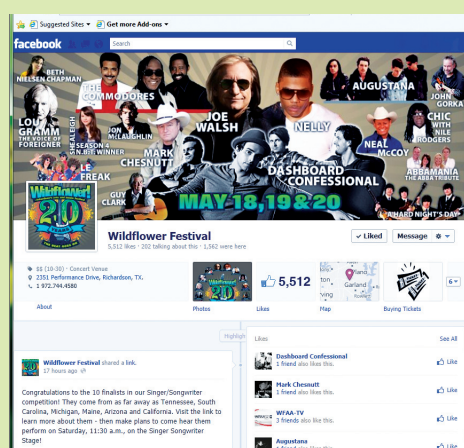 Suggested Sites ▾ Get more Add-ons ▾
facebook
Search
BETH
NIELSEN CHAPMAN
THE
COMMODORES
JOE
WALSH
NELLY
AUGUSTANA
JOHN
GORKA
LOU
GRAMM
THE VOICE OF
FOREIGNER
SEASON 4
N.B.T. WINNER
JON
McLAUGHLIN
MARK
CHESNUTT
LE
FREAK
GUY
CLARK
DASHBOARD
CONFESSIONAL
NEAL
McCOY
CHIC
WITH
NILE
RODGERS
ABBAMANIA
THE ABBA TRIBUTE
A HARD NIGHT'S DAY
MAY 18,19&20
Wildflower!
20
Wildflower Festival
5,512 likes · 202 talking about this · 1,562 were here
✓ Liked
Message
$$ (10-30) · Concert Venue
2351 Performance Drive, Richardson, TX.
1 972.744.4580
About
Photos
5,512
Likes
Garland
Map
Buying Tickets
6
Highligh
Wildflower Festival shared a link.
17 hours ago
Congratulations to the 10 finalists in our Singer/Songwriter
competition! They come from as far away as Tennessee, South
Carolina, Michigan, Maine, Arizona and California. Visit the link to
learn more about them - then make plans to come hear them
perform on Saturday, 11:30 a.m., on the Singer Songwriter
Stage!
Likes
See All
Dashboard Confessional
1 friend also likes this.
Like
Mark Chesnutt
1 friend also likes this.
Like
WFAA-TV
3 friends also like this.
Like
Augustana
1 friend also likes this.
Like